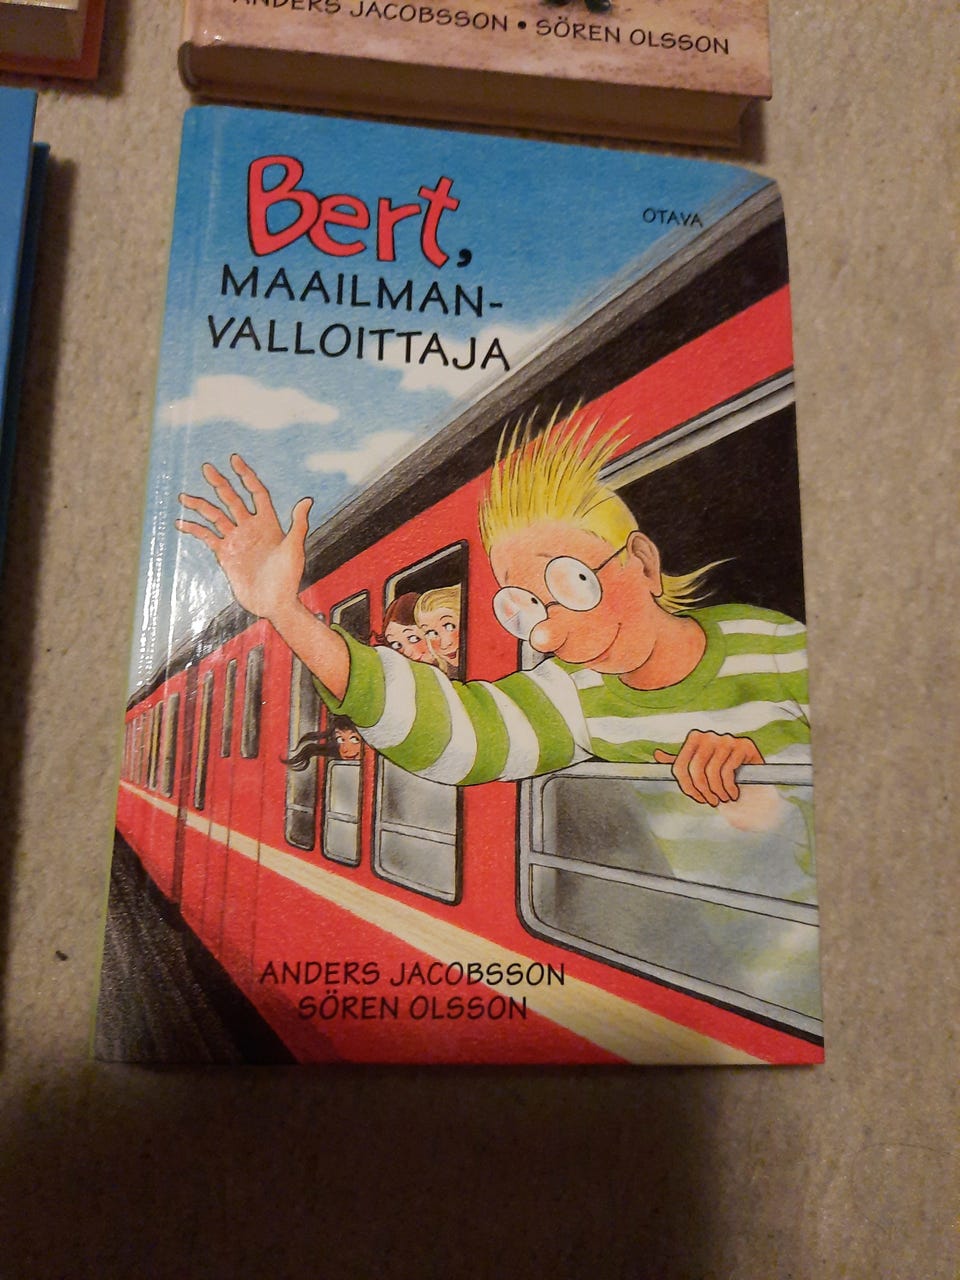 ANDERS JACOBSSON • SÖREN OLSSON
Bert,
OTAVA
MAAILMAN-
VALLOITTAJA
ANDERS JACOBSSON
SÖREN OLSSON